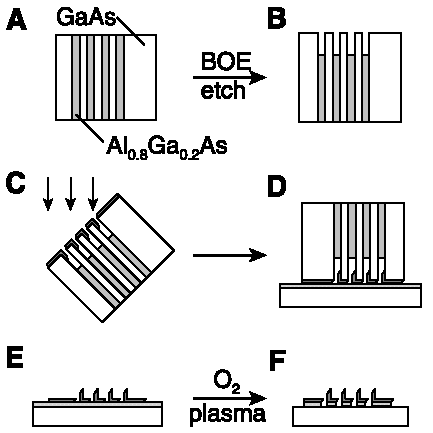 A
GaAs
Al0.8Ga0.2As
BOE
etch
B
C
D
E
O2
plasma
F